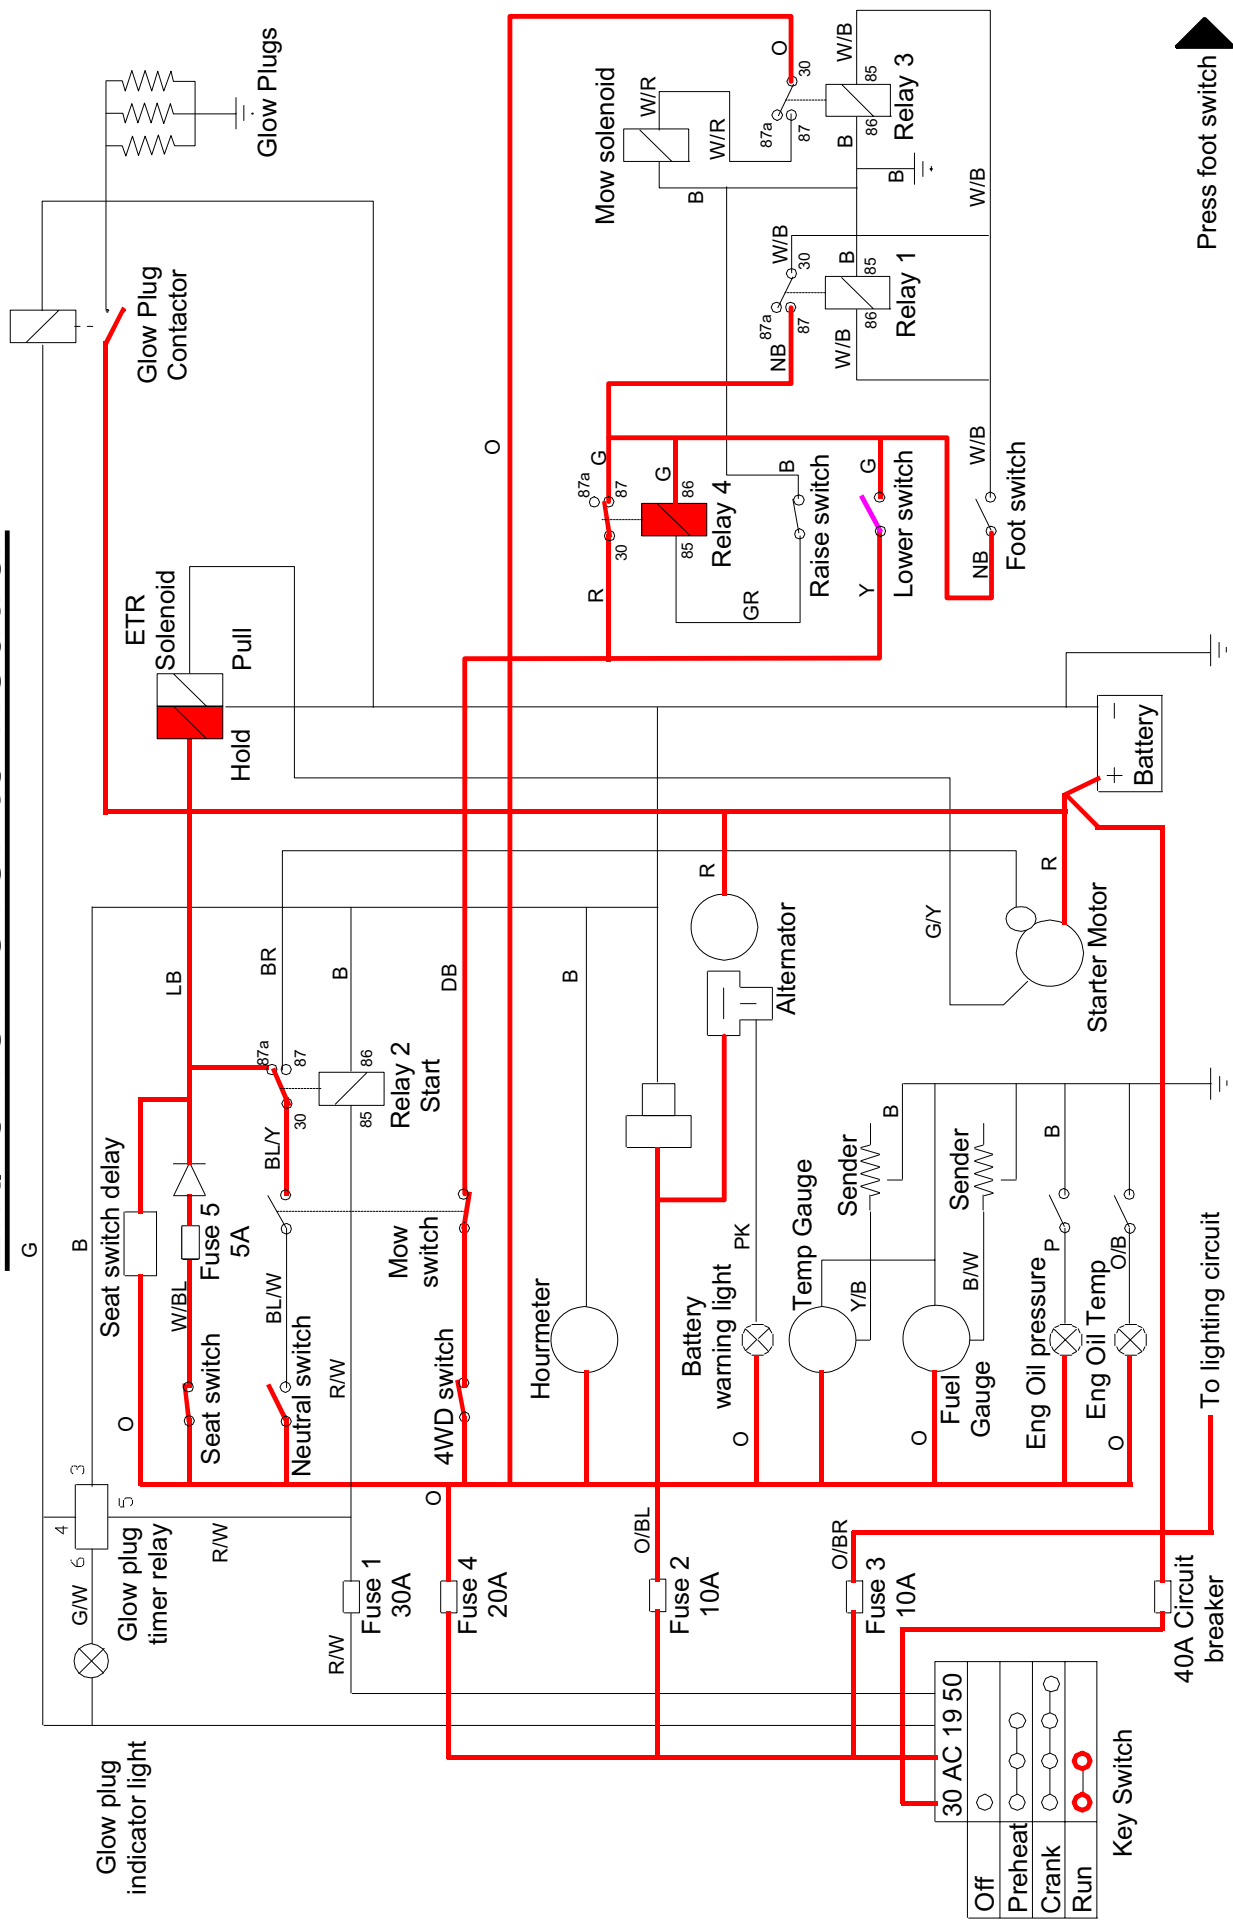 Glow Plugs
Glow Plug
Contactor
ETR
Solenoid
Pull
Hold
G
B
LB
BR
B
DB
B
O
O
Mow solenoid
W/R
W/R
B
87a
30
87
85
86
W/B
B
Relay 3
B
W/B
W/B
30
87a
87
NB
B
85
86
W/B
Relay 1
Press foot switch
87a
87
G
30
R
G
86
85
Relay 4
GR
B
Raise switch
G
Lower switch
Y
W/B
NB
Foot switch
Seat switch delay
W/BL
Fuse 5
5A
O
Seat switch
87a
87
30
BL/Y
BL/W
Neutral switch
86
85
Relay 2
Start
R/W
Mow
switch
4WD switch
Hourmeter
R
Alternator
PK
Battery
warning light
O
Temp Gauge
Sender
Y/B
B
Sender
B/W
Fuel
Gauge
O
Eng Oil pressure
P
B
Eng Oil Temp
O/B
O
G/Y
R
Starter Motor
+
−
Battery
To lighting circuit
3
4
5
6
G/W
Glow plug
timer relay
R/W
Glow plug
indicator light
R/W
Fuse 1
30A
O
Fuse 4
20A
O/BL
Fuse 2
10A
O/BR
Fuse 3
10A
40A Circuit
breaker
30 AC 19 50
Off
Preheat
Crank
Run
Key Switch